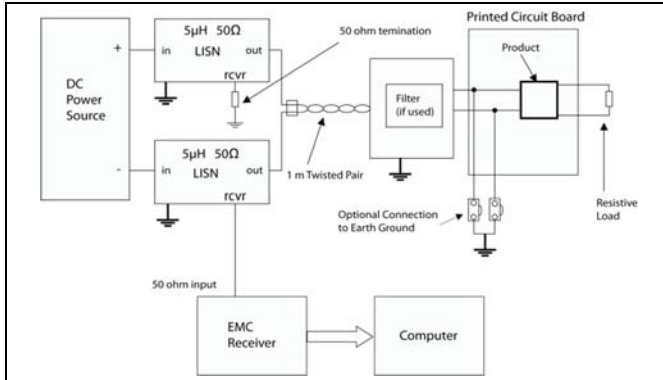 Printed Circuit Board
5µH 50Ω
in
out
LISN
rcvr
50 ohm temination
Product
+
DC
Power
Source
Filter
(if used)
5µH 50Ω
-
in
out
LISN
rcvr
1 m Twisted Pair
Optional Connection
to Earth Ground
Resistive
Load
50 ohm input
EMC
Receiver
Computer